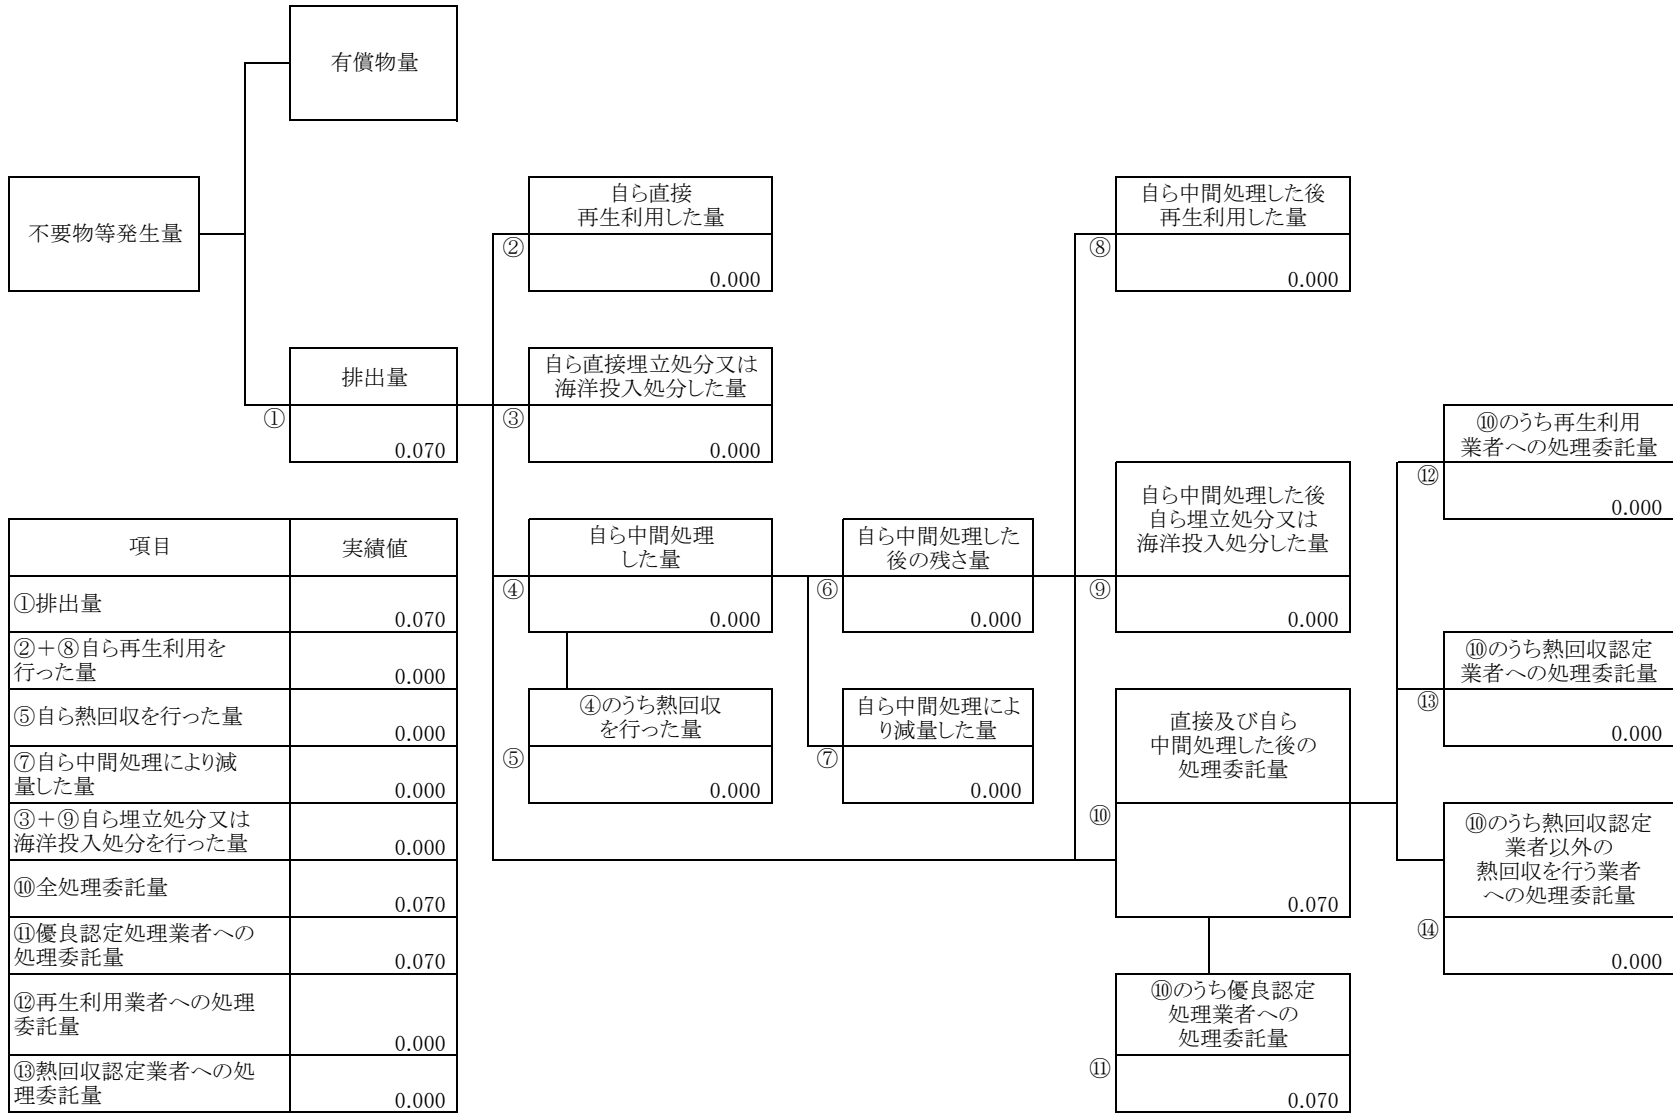 有償物量
不要物等発生量
自ら直接
再生利用した量
②
0.000
自ら中間処理した後
再生利用した量
⑧
0.000
排出量
①
0.070
自ら直接埋立処分又は
海洋投入処分した量
③
0.000
⑩のうち再生利用
業者への処理委託量
⑫
0.000
自ら中間処理
した量
④
0.000
自ら中間処理した
後の残さ量
⑥
0.000
自ら中間処理した後
自ら埋立処分又は
海洋投入処分した量
⑨
0.000
⑩のうち熱回収認定
業者への処理委託量
⑬
0.000
④のうち熱回収
を行った量
⑤
0.000
自ら中間処理によ
り減量した量
⑦
0.000
直接及び自ら
中間処理した後の
処理委託量
⑩
0.070
⑩のうち熱回収認定
業者以外の
熱回収を行う業者
への処理委託量
⑭
0.000
⑩のうち優良認定
処理業者への
処理委託量
⑪
0.070
項目
実績値
①排出量
0.070
②＋⑧自ら再生利用を
行った量
0.000
⑤自ら熱回収を行った量
0.000
⑦自ら中間処理により減
量した量
0.000
③＋⑨自ら埋立処分又は
海洋投入処分を行った量
0.000
⑩全処理委託量
0.070
⑪優良認定処理業者への
処理委託量
0.070
⑫再生利用業者への処理
委託量
0.000
⑬熱回収認定業者への処
理委託量
0.000